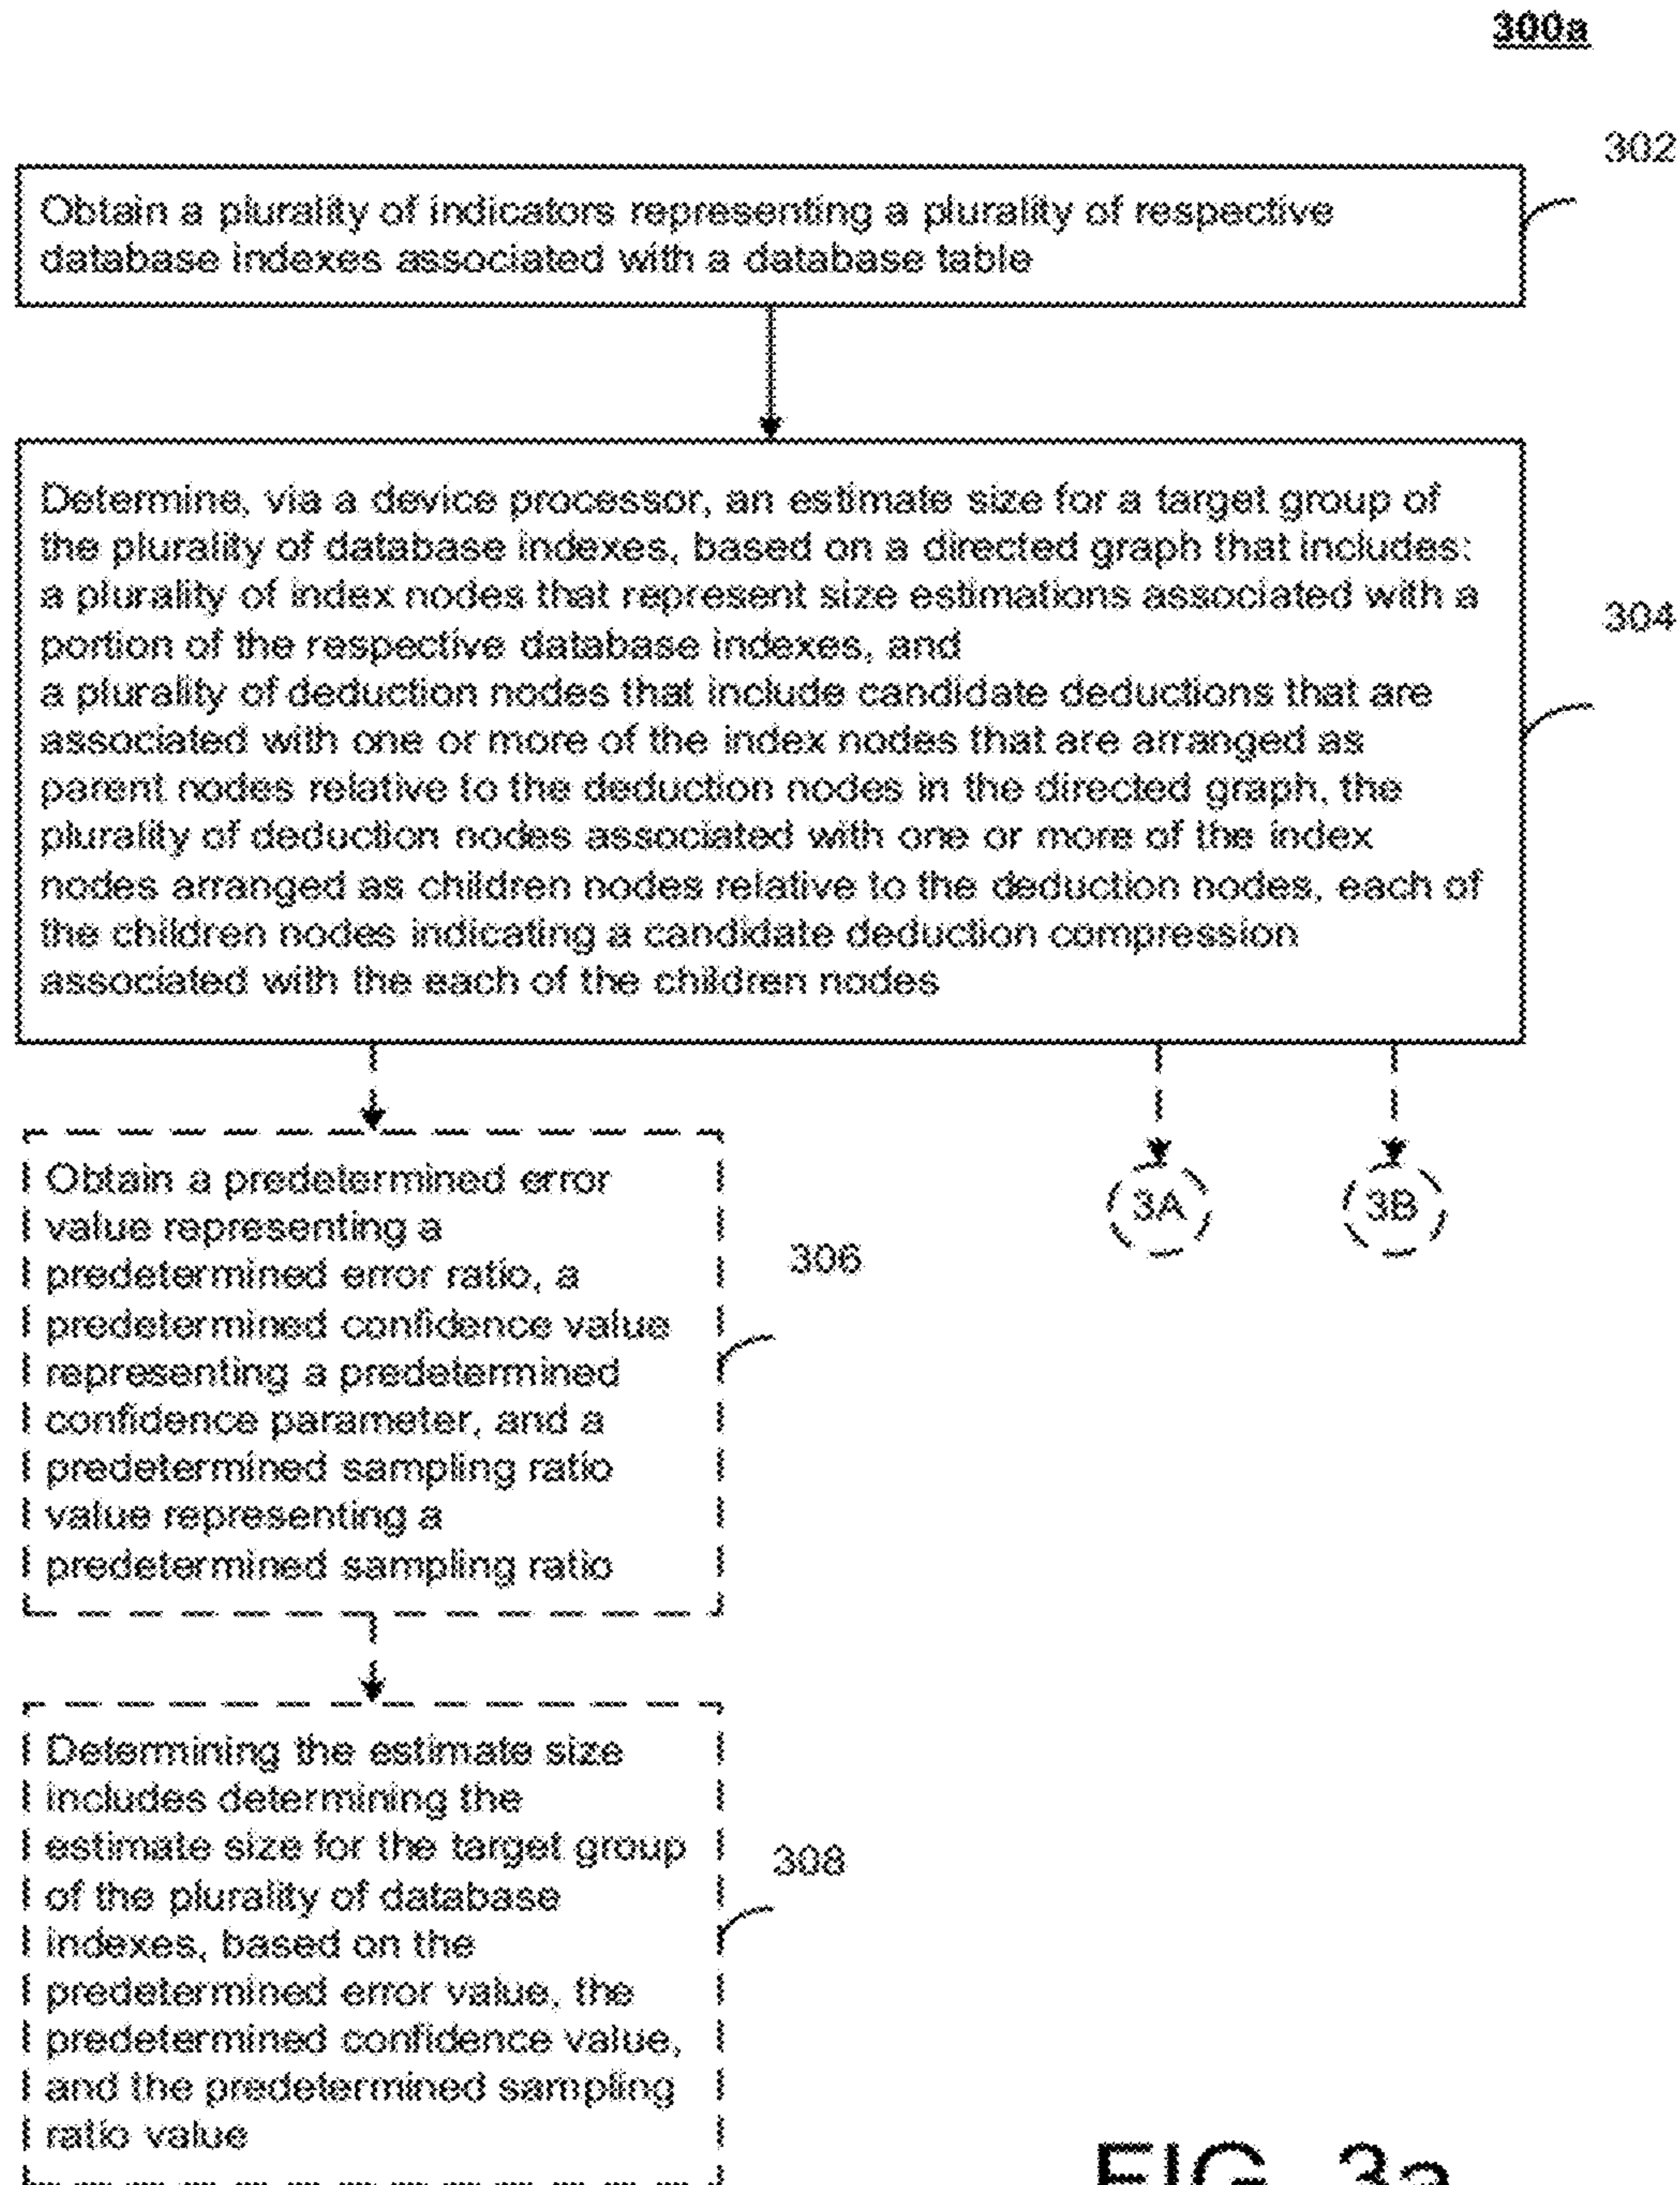 300a
302
Obtain a plurality of indicators representing a plurality of respective
database indexes associated with a database table
304
Determine, via a device processor, an estimate size for a target group of
the plurality of database indexes, based on a directed graph that includes:
a plurality of index nodes that represent size estimations associated with a
portion of the respective database indexes, and
a plurality of deduction nodes that include candidate deductions that are
associated with one or more of the index nodes that are arranged as
parent nodes relative to the deduction nodes in the directed graph, the
plurality of deduction nodes associated with one or more of the index
nodes arranged as children nodes relative to the deduction nodes, each of
the children nodes indicating a candidate deduction compression
associated with the each of the children nodes
3A
3B
306
Obtain a predetermined error
value representing a
predetermined error ratio, a
predetermined confidence value
representing a predetermined
confidence parameter, and a
predetermined sampling ratio
value representing a
predetermined sampling ratio
308
Determining the estimate size
includes determining the
estimate size for the target group
of the plurality of database
indexes, based on the
predetermined error value, the
predetermined confidence value,
and the predetermined sampling
ratio value
FIG. 3a